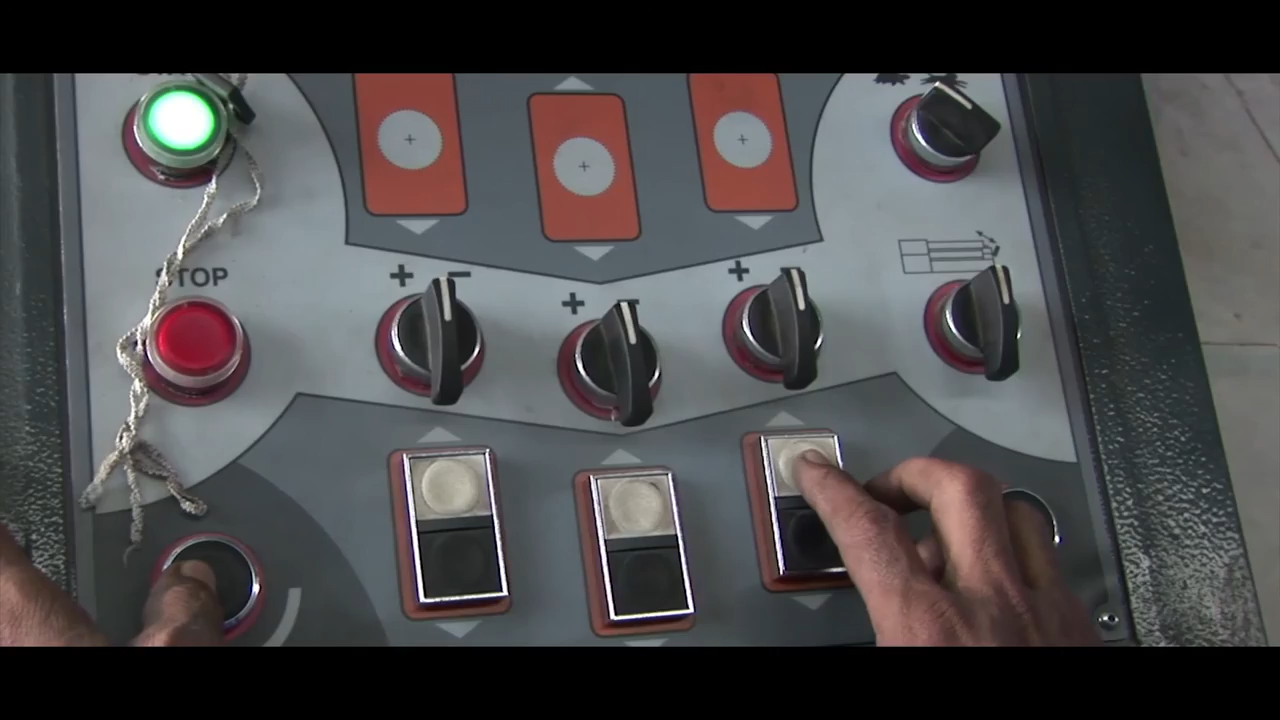 STOP
+ −
+ −
+